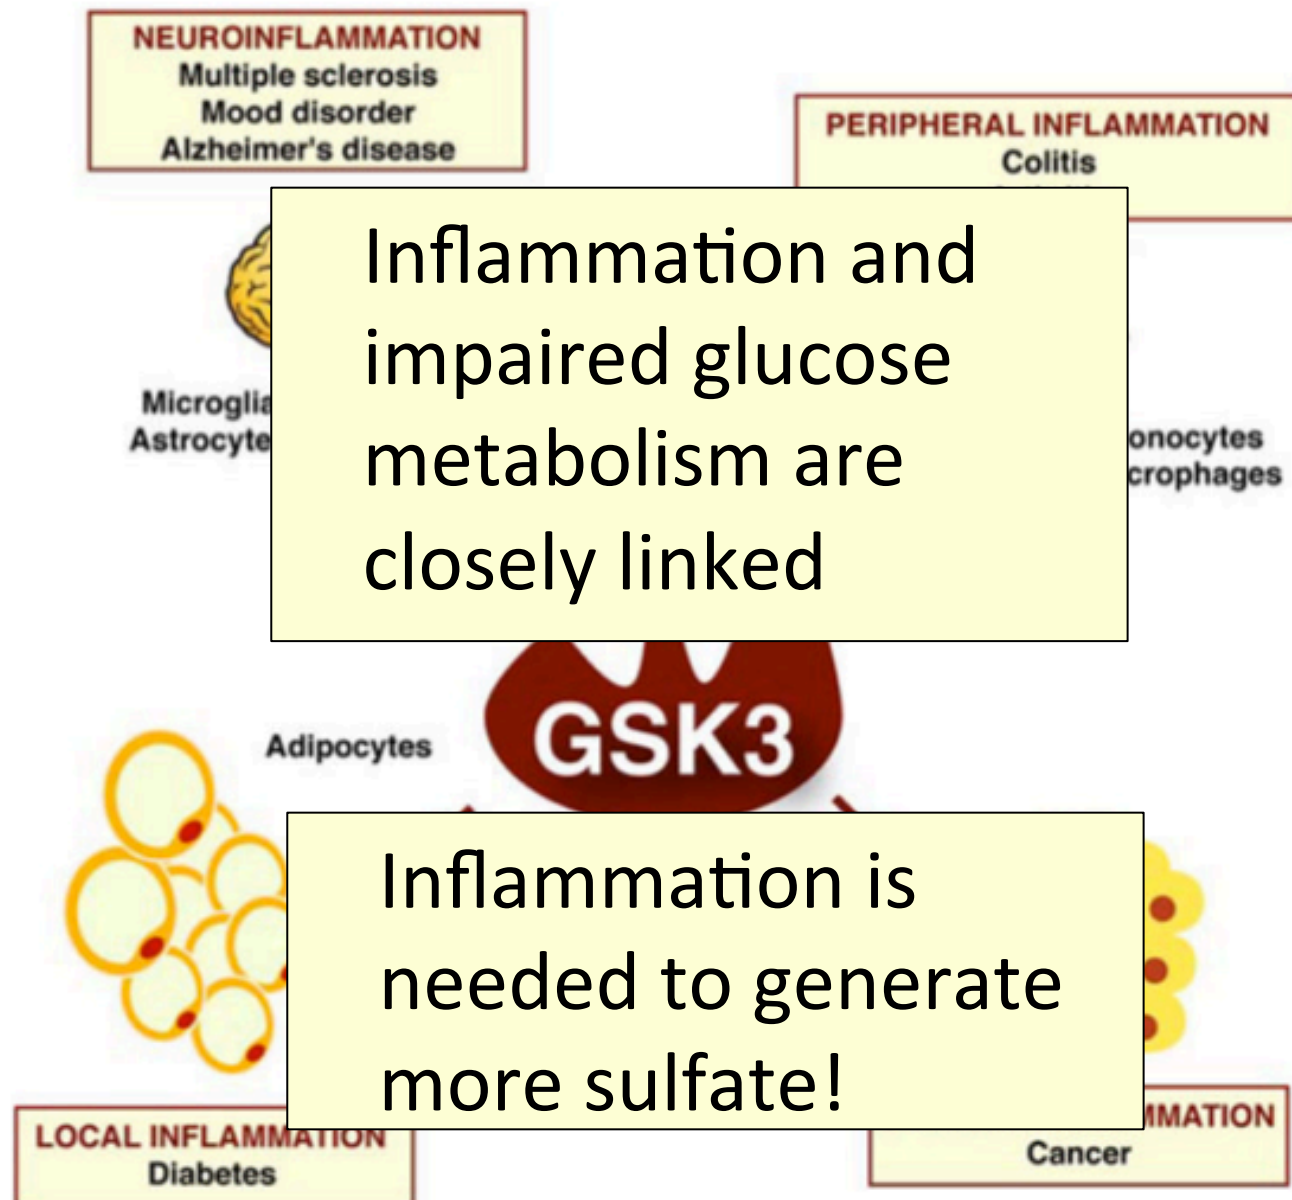 NEUROINFLAMMATION
Multiple sclerosis
Mood disorder
Alzheimer's disease
PERIPHERAL INFLAMMATION
Colitis
Inflammation and
impaired glucose
metabolism are
closely linked
Microglia
Astrocyte
onocytes
crophages
GSK3
Adipocytes
Inflammation is
needed to generate
more sulfate!
LOCAL INFLAMMATION
Diabetes
MMATION
Cancer